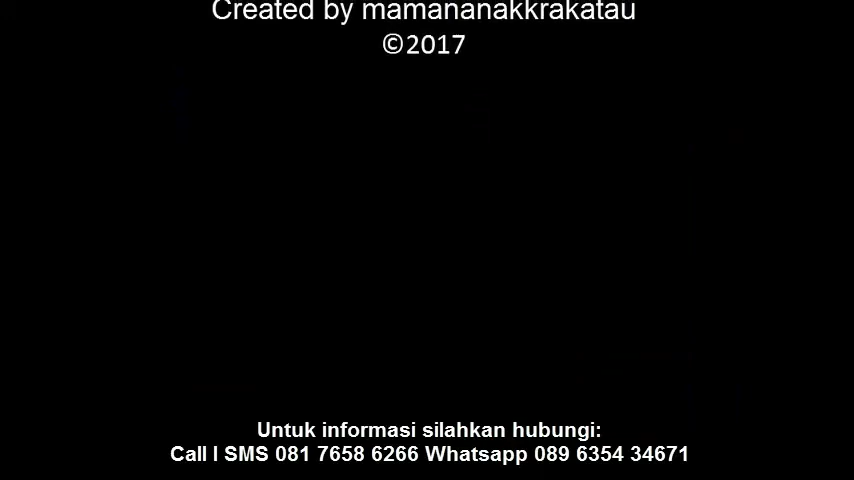 Created by mamananakkrakatau
©2017
Untuk informasi silahkan hubungi:
Call I SMS 081 7658 6266 Whatsapp 089 6354 34671